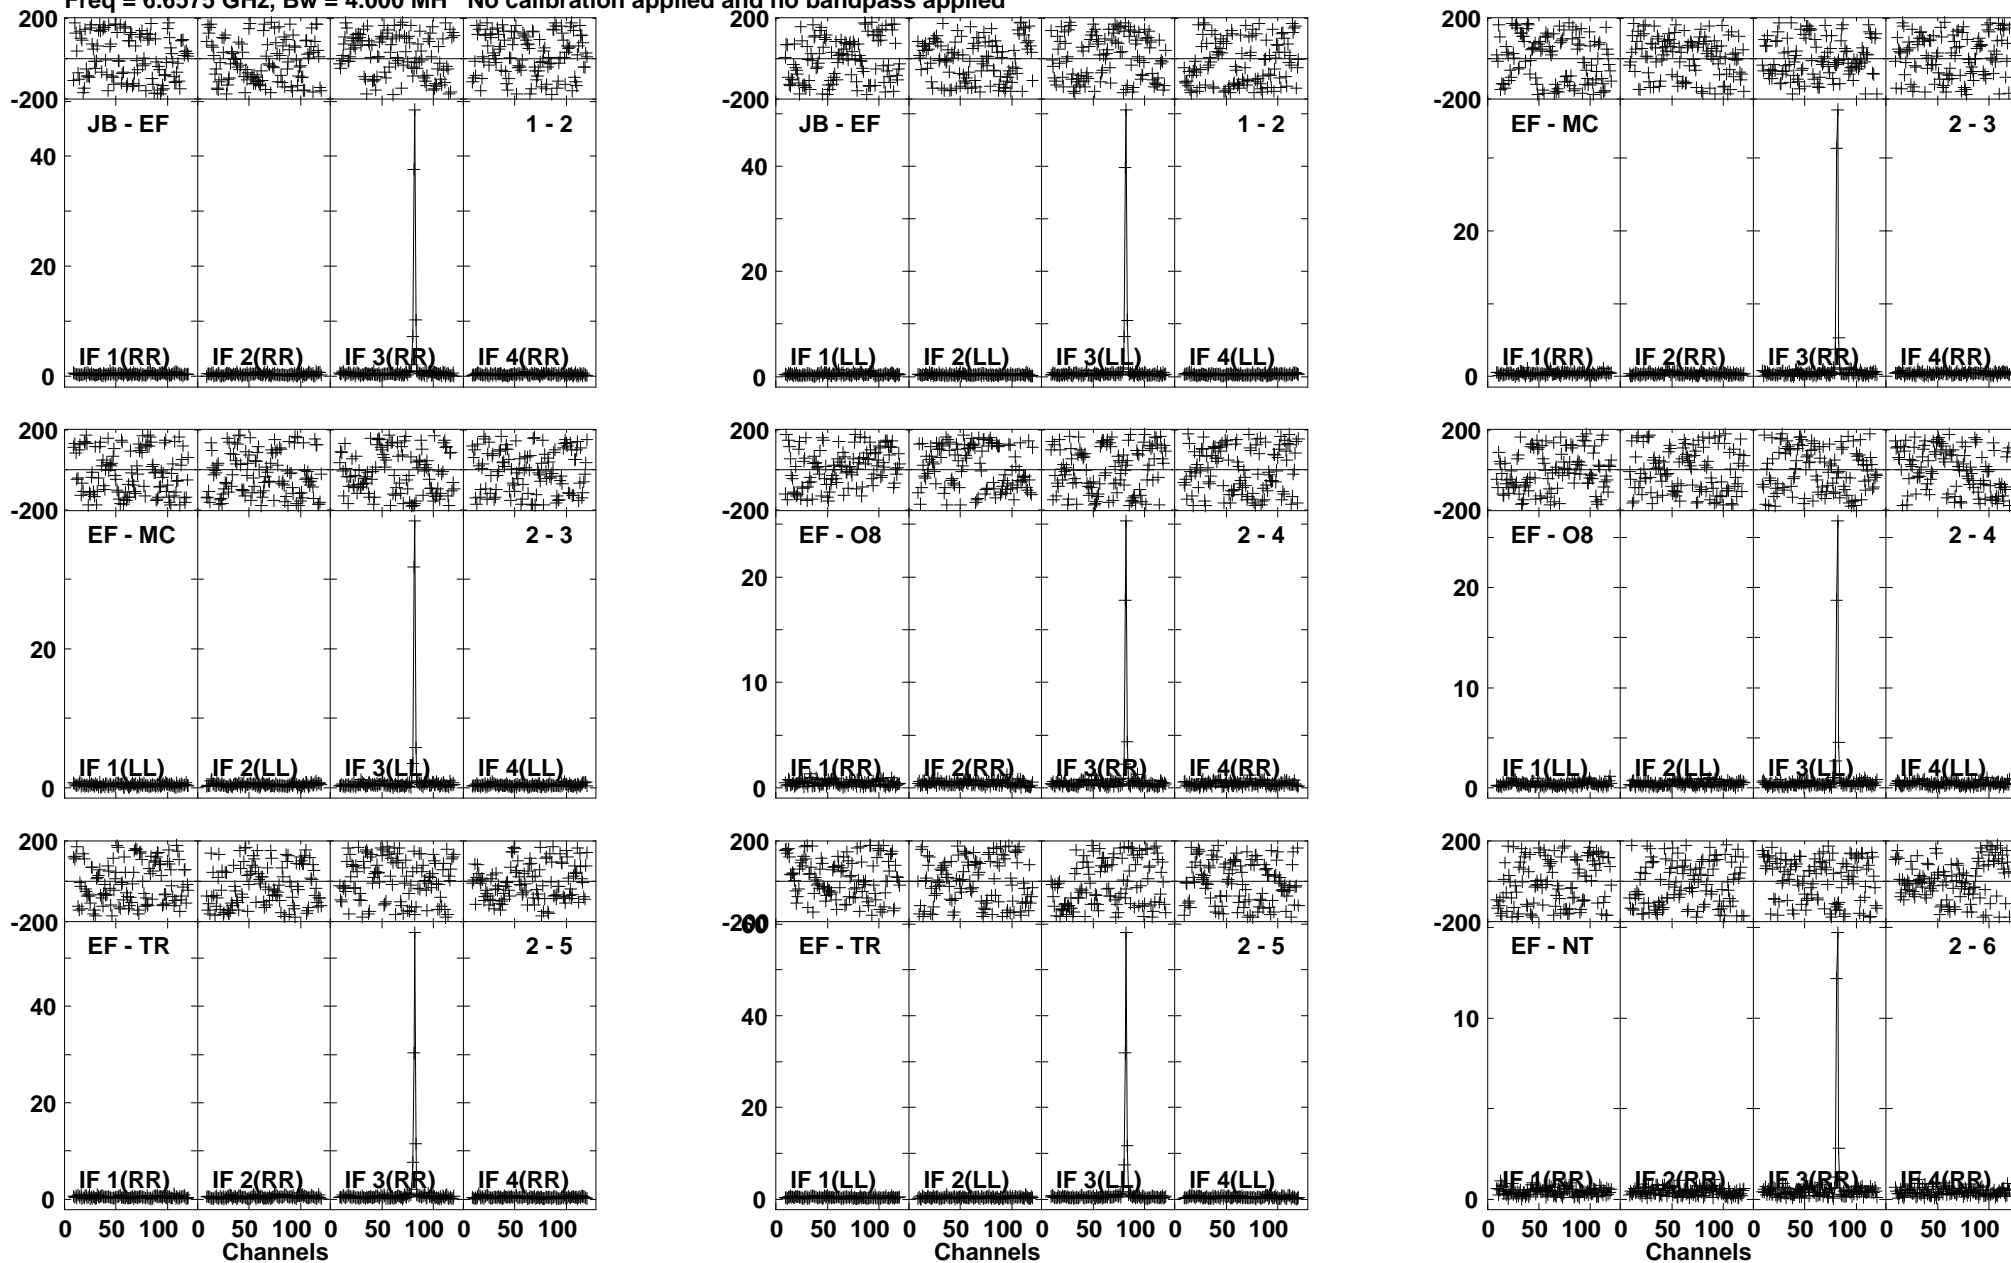 Freq = 6.6575 GHz, Bw = 4.000 MH No calibration applied and no bandpass applied
200
-200
JB - EF
1 - 2
40
20
0
IF 1(RR)
IF 2(RR)
IF 3(RR)
IF 4(RR)
200
-200
JB - EF
1 - 2
40
20
0
IF 1(LL)
IF 2(LL)
IF 3(LL)
IF 4(LL)
200
-200
EF - MC
2 - 3
20
0
IF 1(RR)
IF 2(RR)
IF 3(RR)
IF 4(RR)
200
-200
EF - MC
2 - 3
20
0
IF 1(LL)
IF 2(LL)
IF 3(LL)
IF 4(LL)
200
-200
EF - O8
2 - 4
20
10
0
IF 1(RR)
IF 2(RR)
IF 3(RR)
IF 4(RR)
200
-200
EF - O8
2 - 4
20
10
0
IF 1(LL)
IF 2(LL)
IF 3(LL)
IF 4(LL)
200
-200
EF - TR
2 - 5
40
20
0
IF 1(RR)
IF 2(RR)
IF 3(RR)
IF 4(RR)
0 50 100 0 50 100 0 50 100 0 50 100
Channels
200
-200
60
EF - TR
2 - 5
40
20
0
IF 1(LL)
IF 2(LL)
IF 3(LL)
IF 4(LL)
0 50 100 0 50 100 0 50 100 0 50 100
Channels
200
-200
EF - NT
2 - 6
10
0
IF 1(RR)
IF 2(RR)
IF 3(RR)
IF 4(RR)
0 50 100 0 50 100 0 50 100 0 50 100
Channels